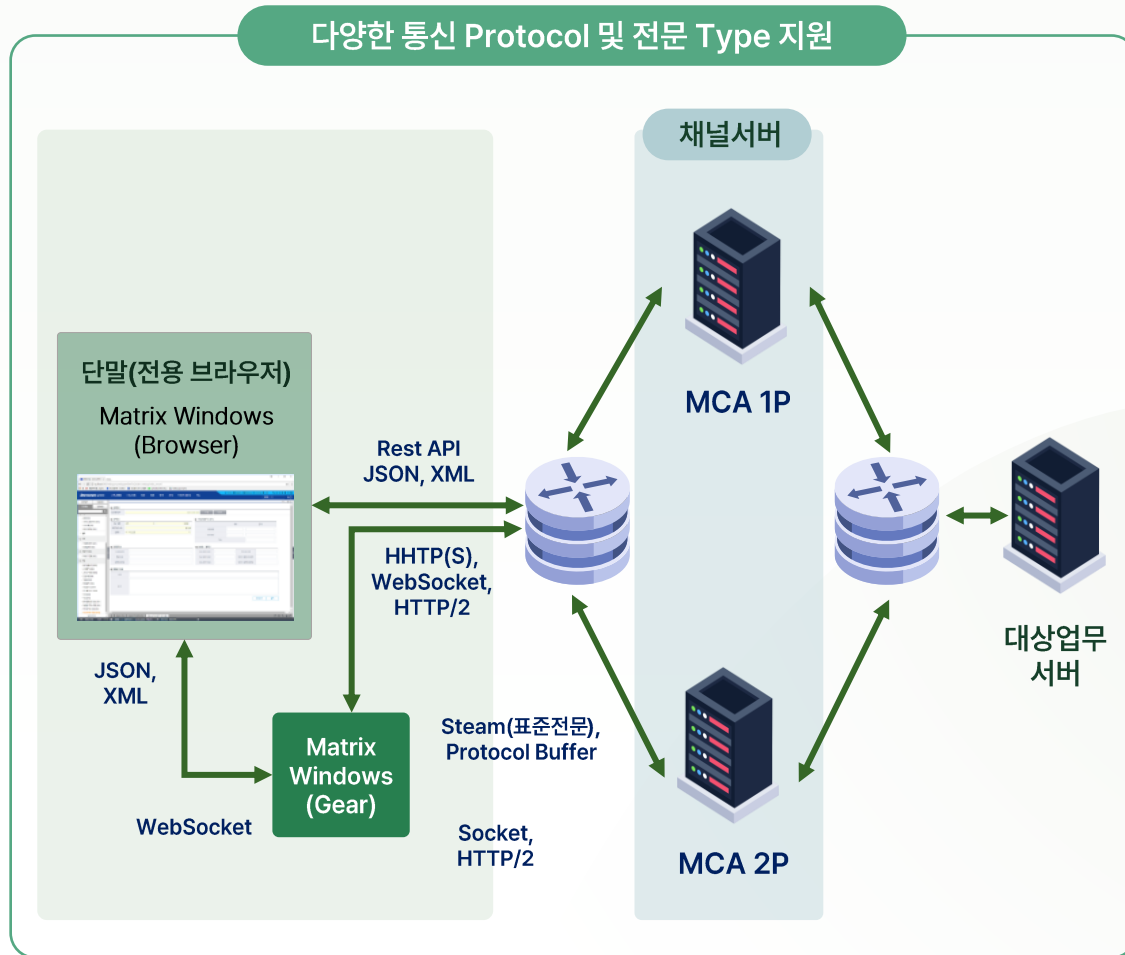 다양한 통신 Protocol 및 전문 Type 지원
채널서버
MCA 1P
단말(전용 브라우저)
Matrix Windows
(Browser)
Rest API
JSON, XML
HHTP(S),
WebSocket,
HTTP/2
대상업무
서버
JSON,
XML
Matrix
Windows
(Gear)
WebSocket
Steam(표준전문),
Protocol Buffer
Socket,
HTTP/2
MCA 2P